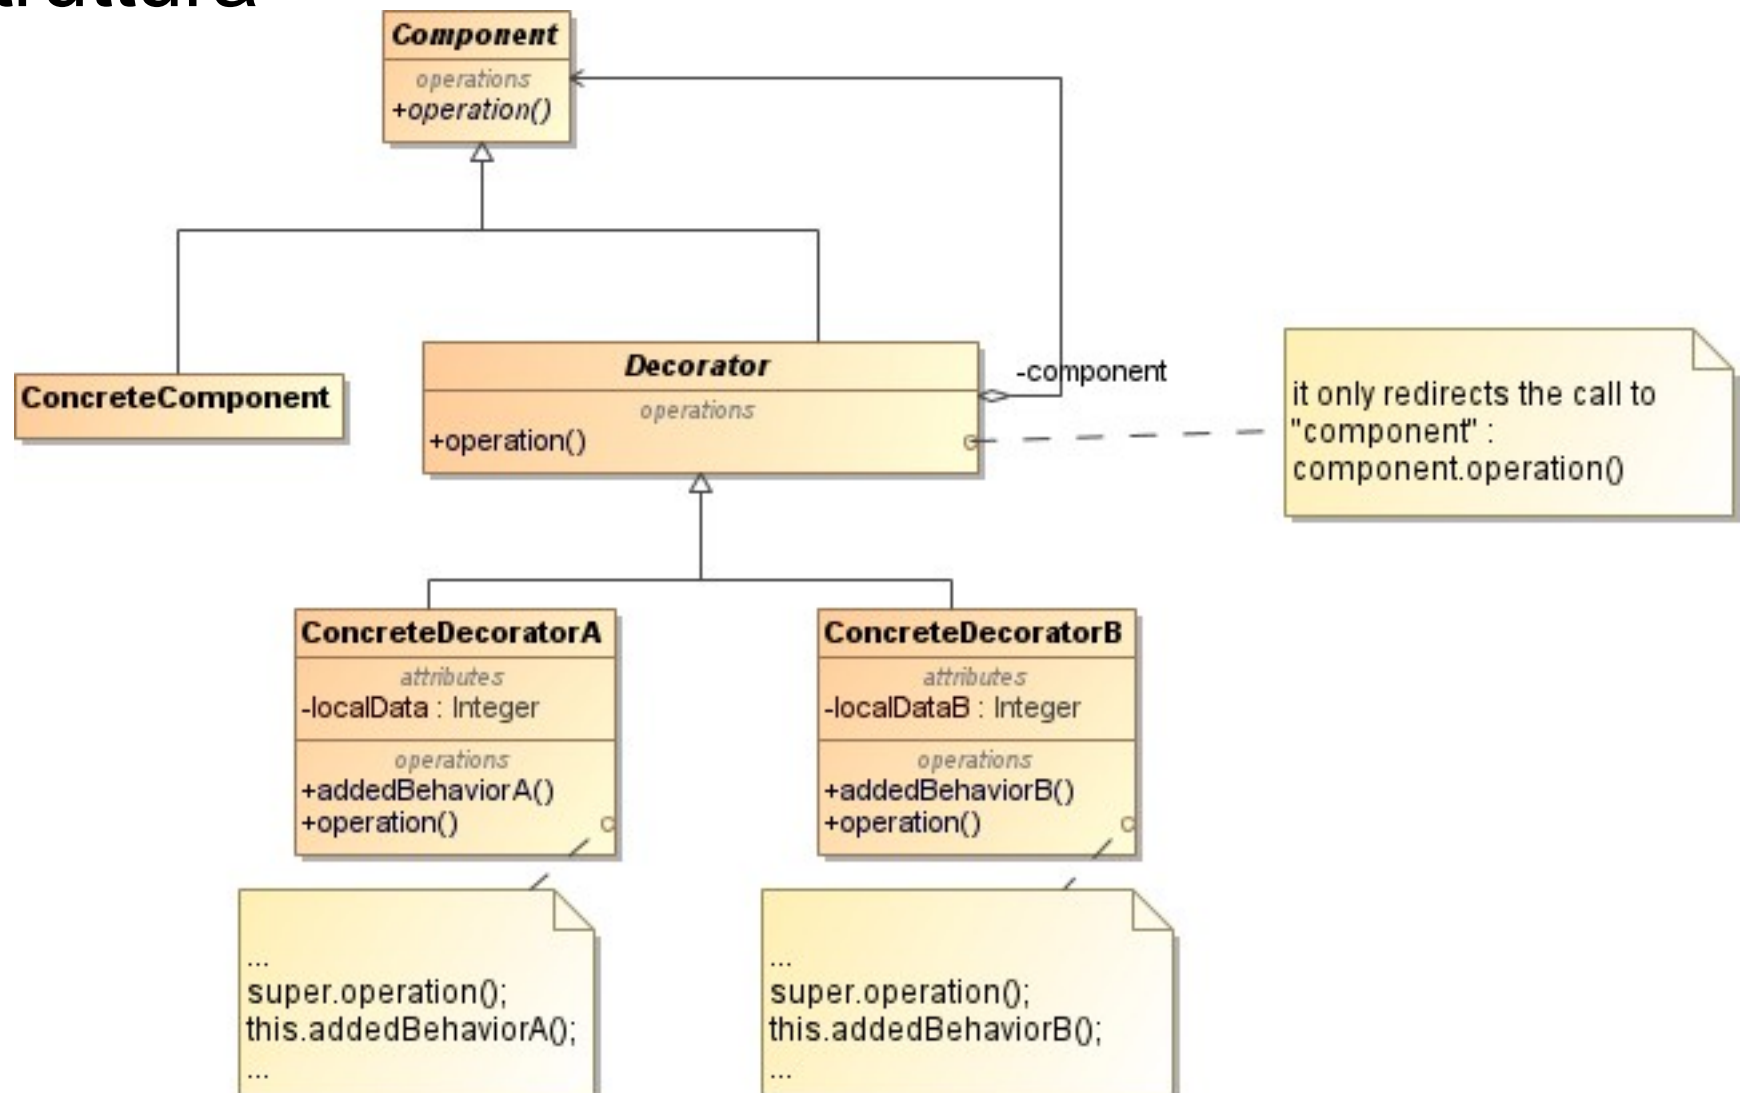 Component
operations
+operation()
ConcreteComponent
Decorator
operations
+operation()
-component
it only redirects the call to
"component" :
component.operation()
ConcreteDecoratorA
attributes
-localData : Integer
operations
+addedBehaviorA()
+operation()
ConcreteDecoratorB
attributes
-localDataB : Integer
operations
+addedBehaviorB()
+operation()
...
super.operation();
this.addedBehaviorA();
...
...
super.operation();
this.addedBehaviorB();
...